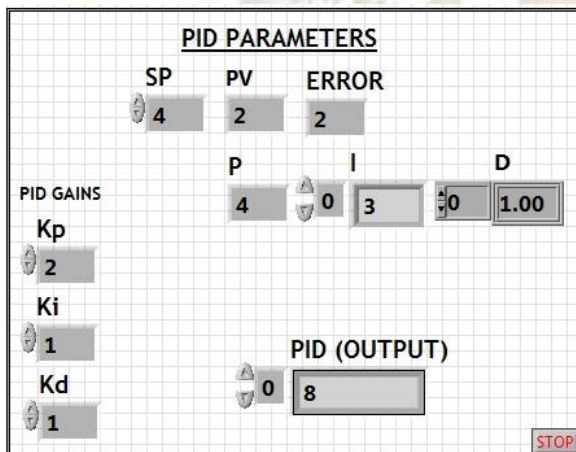 PID PARAMETERS
SP PV ERROR
4 2 2
P I D
4 0 3 0 1.00
PID GAINS
Kp
2
Ki
1
PID (OUTPUT)
0 8
Kd
1
STOP